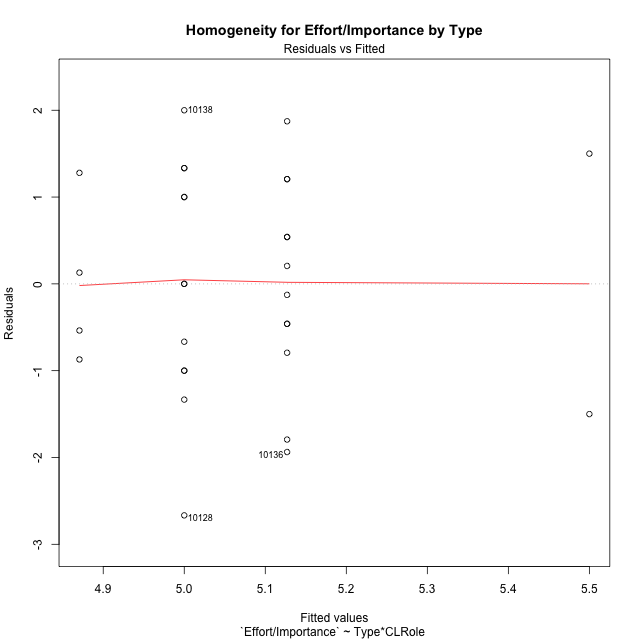 Homogeneity for Effort/Importance by Type
Residuals vs Fitted
Residuals
2
1
0
-1
-2
-3
10138
10136
10128
4.9 5.0 5.1 5.2 5.3 5.4 5.5
Fitted values
`Effort/Importance` ~ Type*CLRole